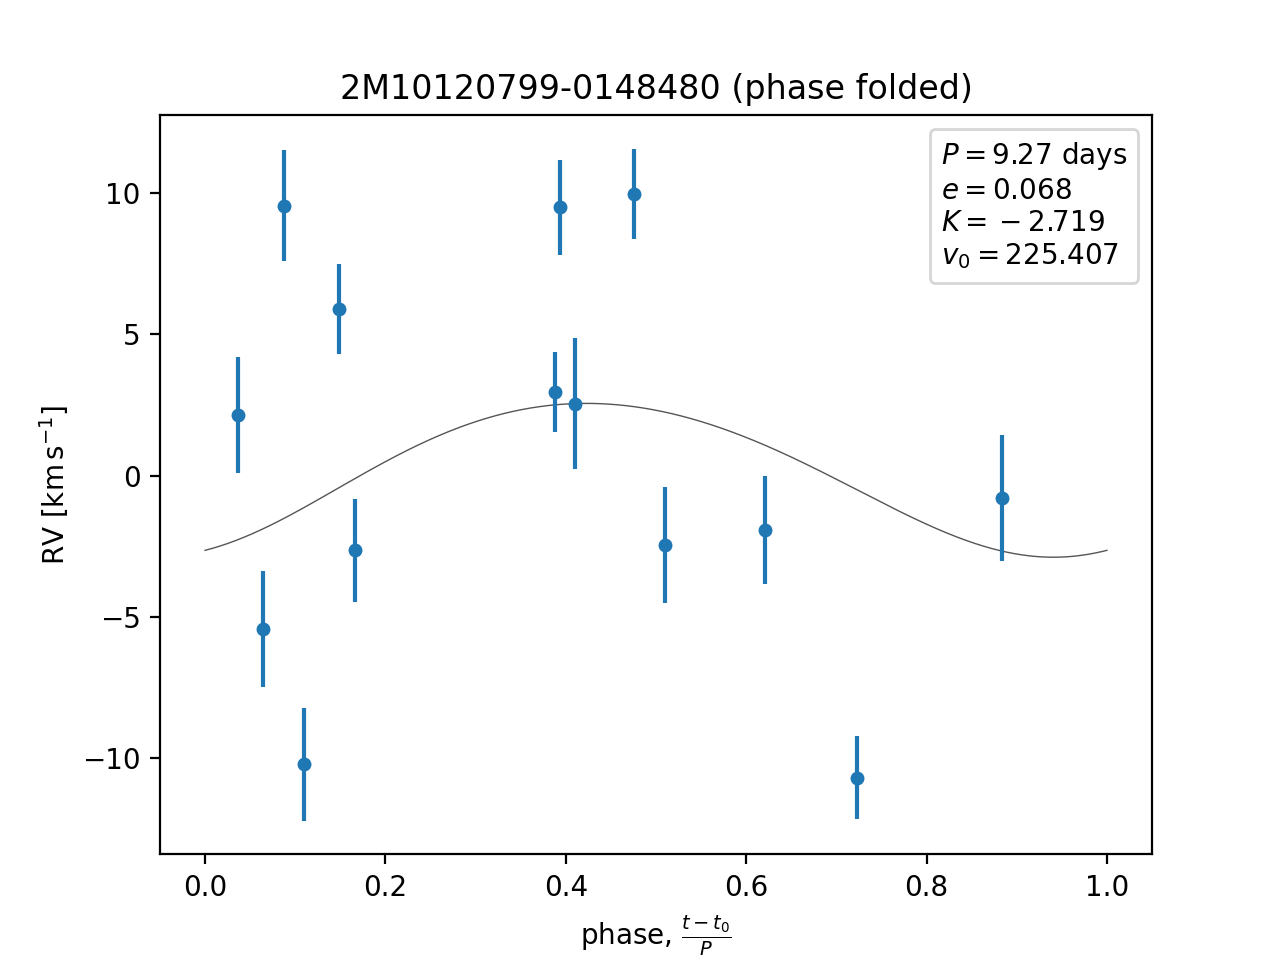 2M10120799-0148480 (phase folded)
P = 9.27 days
e = 0.068
K = −2.719
v₀ = 225.407
10
5
0
−5
−10
RV [km s⁻¹]
0.0 0.2 0.4 0.6 0.8 1.0
phase, (t − t₀)/P